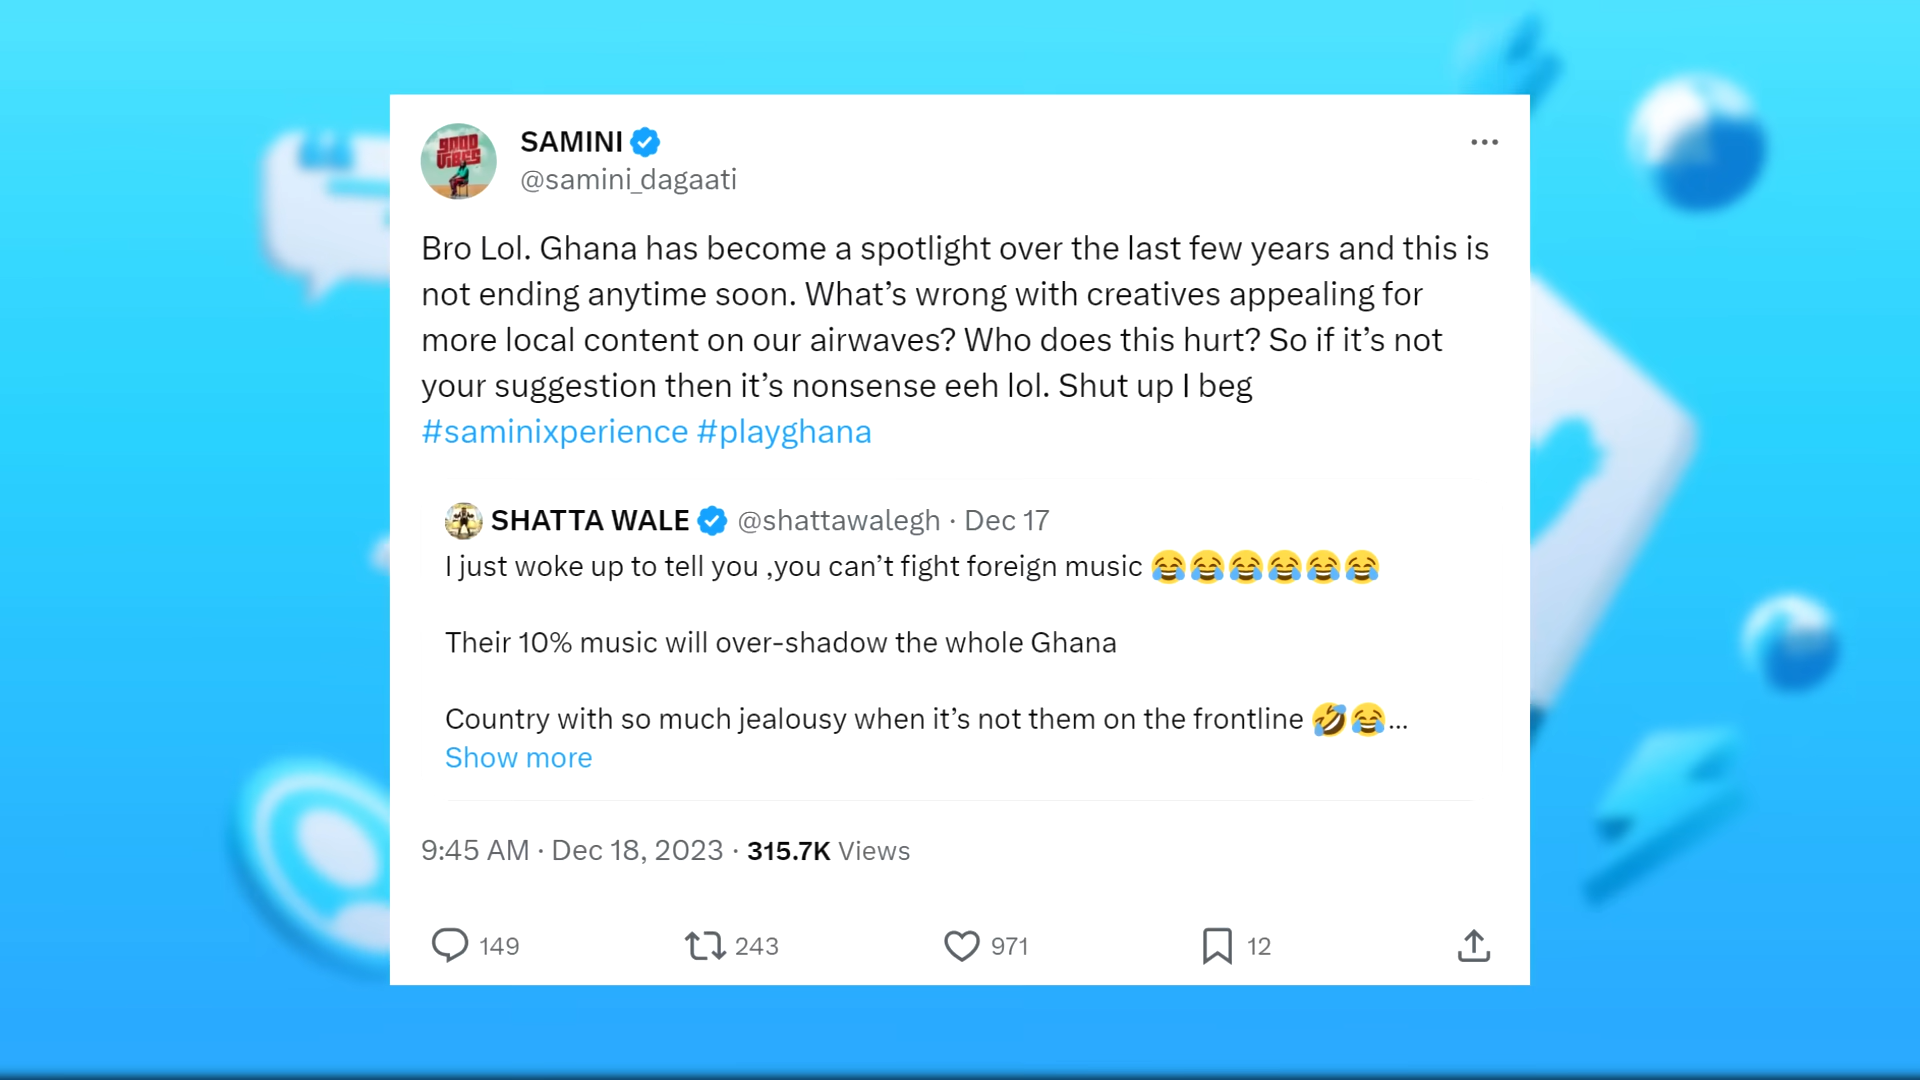 GOOD
VIBES
SAMINI
@samini_dagaati
Bro Lol. Ghana has become a spotlight over the last few years and this is
not ending anytime soon. What’s wrong with creatives appealing for
more local content on our airwaves? Who does this hurt? So if it’s not
your suggestion then it’s nonsense eeh lol. Shut up I beg
#saminixperience #playghana
SHATTA WALE @shattawalegh · Dec 17
I just woke up to tell you ,you can’t fight foreign music 😂😂😂😂😂😂
Their 10% music will over-shadow the whole Ghana
Country with so much jealousy when it’s not them on the frontline 🤣😂...
Show more
9:45 AM · Dec 18, 2023 · 315.7K Views
149 243 971 12